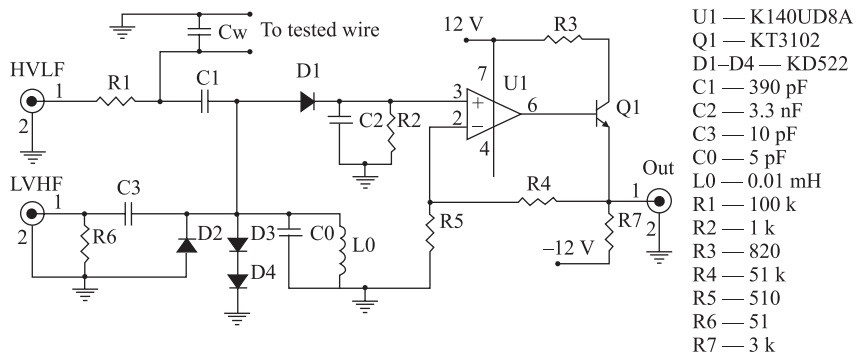 To tested wire
Cw
12 V
R3
HVLF
1
2
R1
C1
D1
C2
R2
3
2
7
4
6
+
−
U1
Q1
LVHF
1
2
R6
C3
D2
D3
D4
C0
L0
R5
R4
R7
−12 V
Out
1
2
U1 — K140UD8A
Q1 — KT3102
D1–D4 — KD522
C1 — 390 pF
C2 — 3.3 nF
C3 — 10 pF
C0 — 5 pF
L0 — 0.01 mH
R1 — 100 k
R2 — 1 k
R3 — 820
R4 — 51 k
R5 — 510
R6 — 51
R7 — 3 k